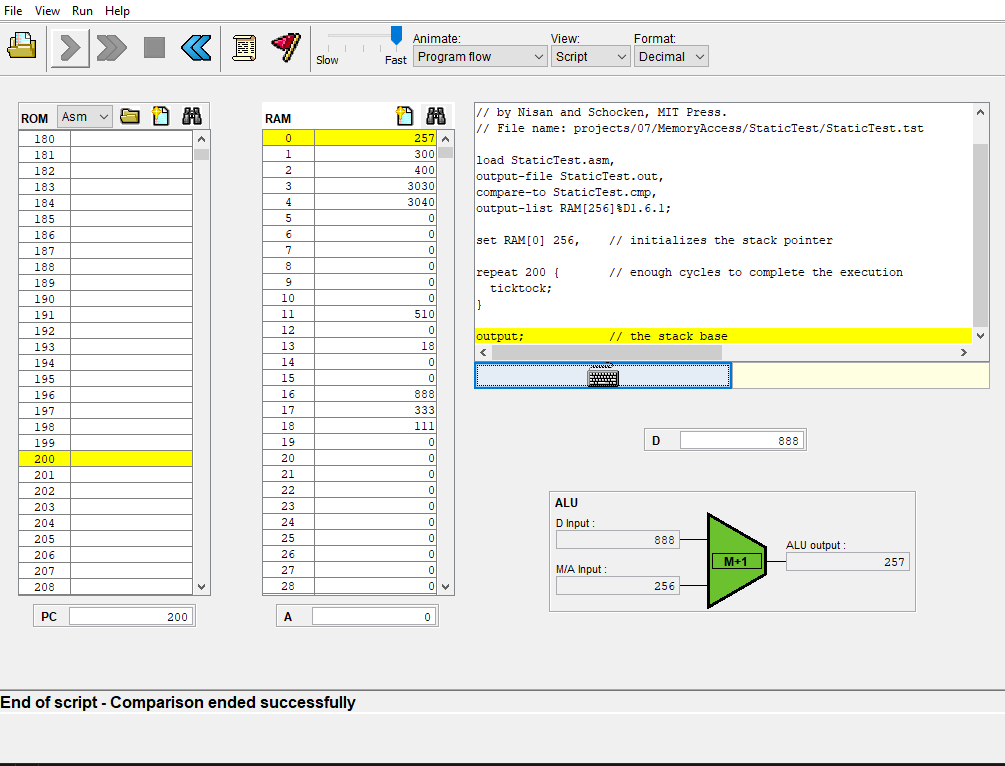 File View Run Help
Slow Fast
Animate: View: Format:
Program flow Script Decimal
ROM Asm
180
181
182
183
184
185
186
187
188
189
190
191
192
193
194
195
196
197
198
199
200
201
202
203
204
205
206
207
208
PC 200
RAM
0 257
1 300
2 400
3 3030
4 3040
5 0
6 0
7 0
8 0
9 0
10 0
11 510
12 0
13 18
14 0
15 0
16 888
17 333
18 111
19 0
20 0
21 0
22 0
23 0
24 0
25 0
26 0
27 0
28 0
A 0
// by Nisan and Schocken, MIT Press.
// File name: projects/07/MemoryAccess/StaticTest/StaticTest.tst
load StaticTest.asm,
output-file StaticTest.out,
compare-to StaticTest.cmp,
output-list RAM[256]%D1.6.1;
set RAM[0] 256, // initializes the stack pointer
repeat 200 { // enough cycles to complete the execution
ticktock;
}
output; // the stack base
D 888
ALU
D Input :
888
M/A Input :
256
M+1
ALU output :
257
End of script - Comparison ended successfully